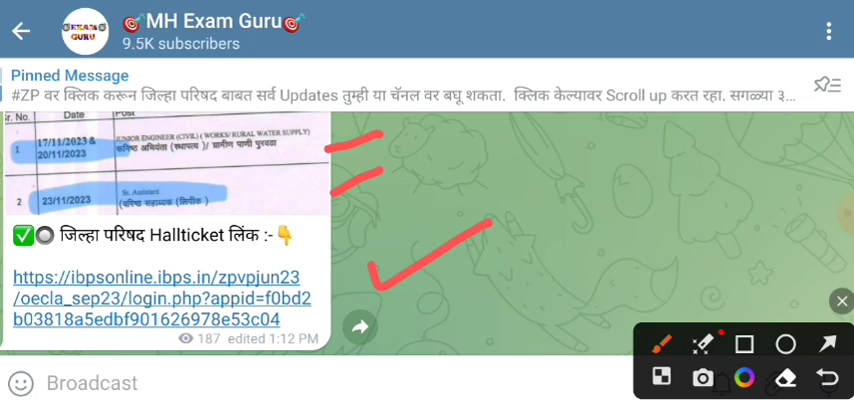 🎯MH Exam Guru🎯
EXAM
GURU
9.5K subscribers
Pinned Message
#ZP वर क्लिक करून जिल्हा परिषद बाबत सर्व Updates तुम्ही या चॅनल वर बघू शकता. क्लिक केल्यावर Scroll up करत रहा. सगळ्या ३...
Sr. No. Date Post
1 17/11/2023 & JUNIOR ENGINEER (CIVIL) ( WORKS/ RURAL WATER SUPPLY)
20/11/2023 कनिष्ठ अभियंता (स्थापत्य )/ ग्रामीण पाणी पुरवठा
2 23/11/2023 Sr. Assistant
(वरिष्ठ सहाय्यक (लिपीक )
✅🔘 जिल्हा परिषद Hallticket लिंक :-👇
https://ibpsonline.ibps.in/zpvpjun23
/oecla_sep23/login.php?appid=f0bd2
b03818a5edbf901626978e53c04
187 edited 1:12 PM
Broadcast